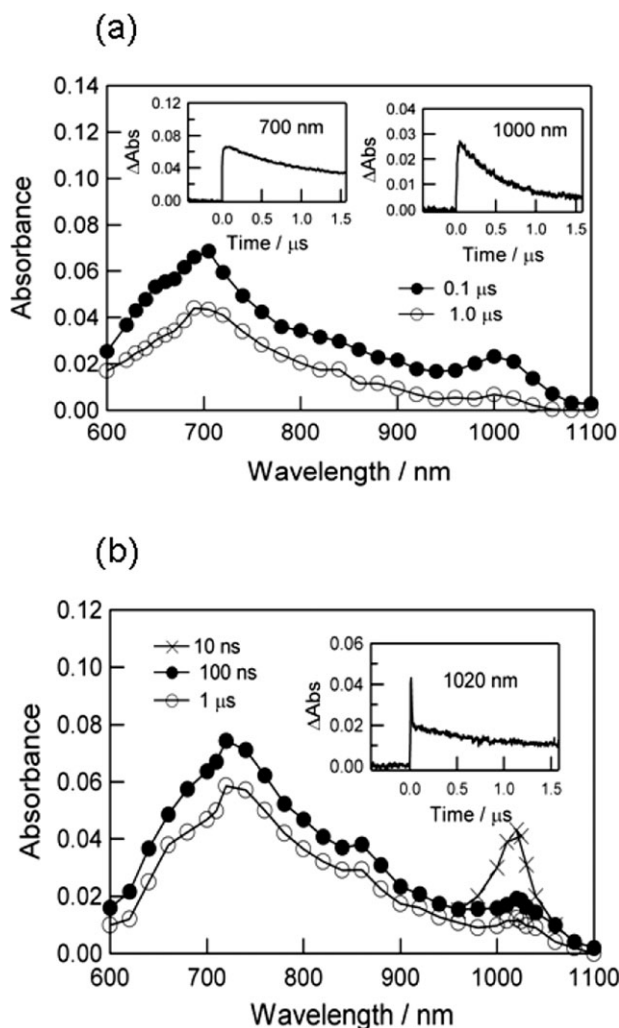 (a)
0.14
0.12
0.10
0.08
0.06
0.04
0.02
0.00
Absorbance
600 700 800 900 1000 1100
Wavelength / nm
0.12
0.08
0.04
0.00
ΔAbs
700 nm
0.0 0.5 1.0 1.5
Time / μs
0.04
0.03
0.02
0.01
0.00
ΔAbs
1000 nm
0.0 0.5 1.0 1.5
Time / μs
0.1 μs
1.0 μs
(b)
0.12
0.10
0.08
0.06
0.04
0.02
0.00
Absorbance
600 700 800 900 1000 1100
Wavelength / nm
10 ns
100 ns
1 μs
0.06
0.04
0.02
0.00
ΔAbs
1020 nm
0.0 0.5 1.0 1.5
Time / μs